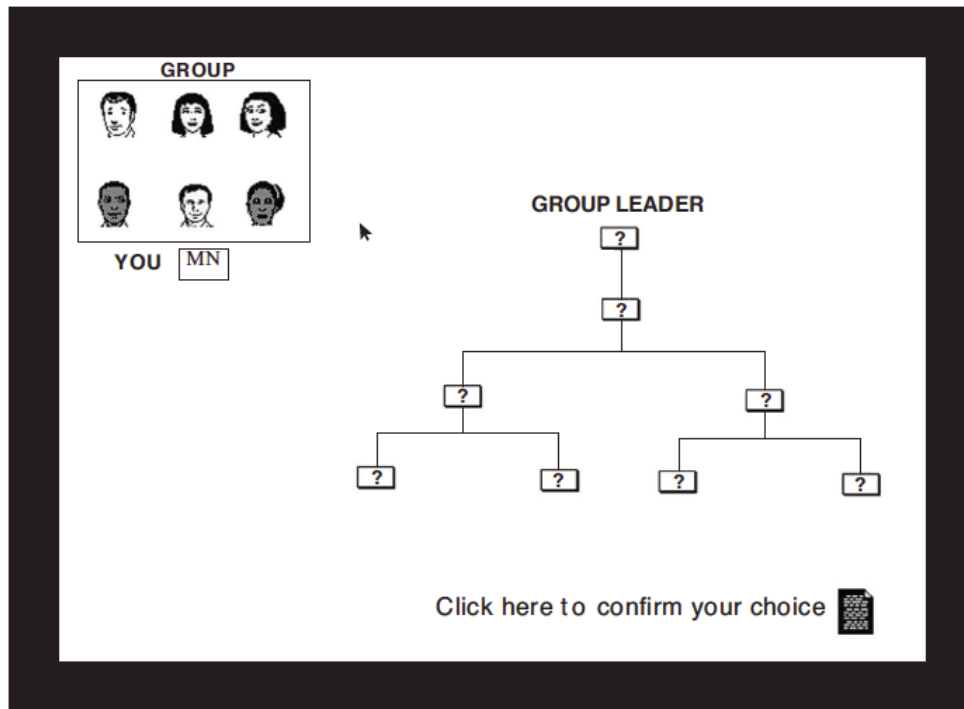 GROUP
YOU MN
GROUP LEADER
?
?
? ?
? ? ? ?
Click here to confirm your choice